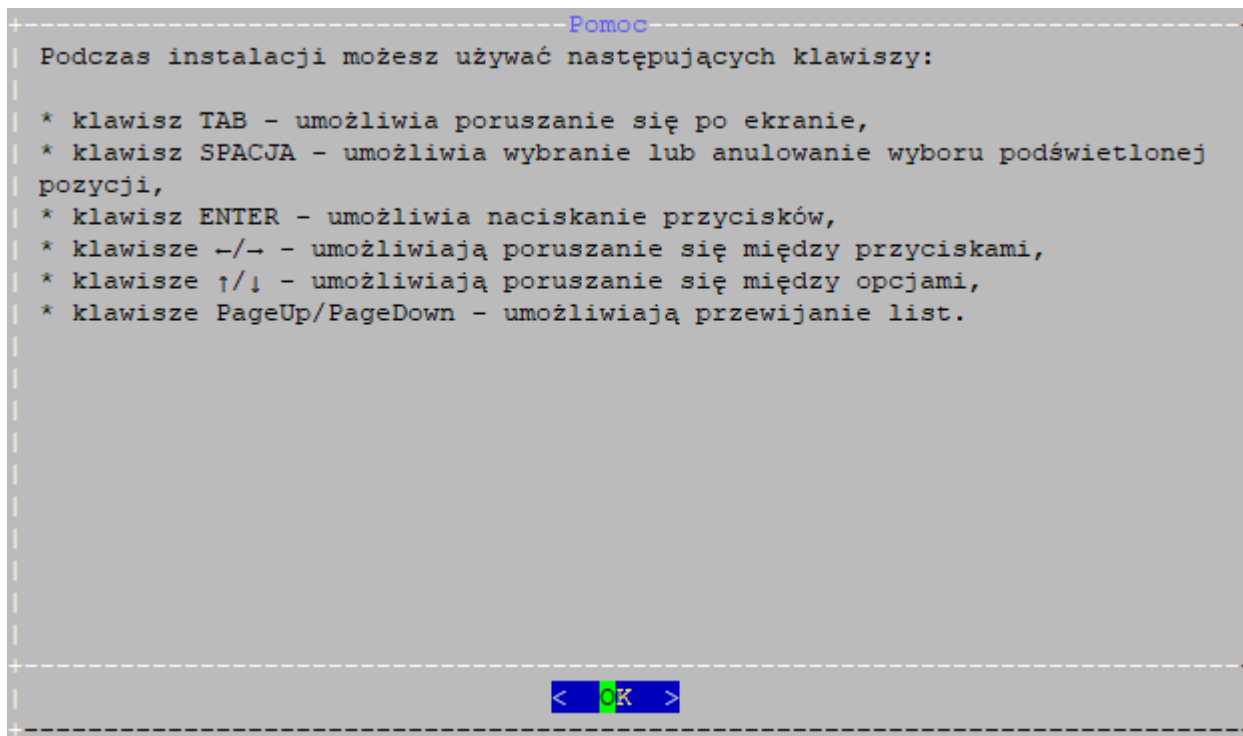 Pomoc
Podczas instalacji możesz używać następujących klawiszy:
* klawisz TAB - umożliwia poruszanie się po ekranie,
* klawisz SPACJA - umożliwia wybranie lub anulowanie wyboru podświetlonej
pozycji,
* klawisz ENTER - umożliwia naciskanie przycisków,
* klawisze ←/→ - umożliwiają poruszanie się między przyciskami,
* klawisze ↑/↓ - umożliwiają poruszanie się między opcjami,
* klawisze PageUp/PageDown - umożliwiają przewijanie list.
< OK >